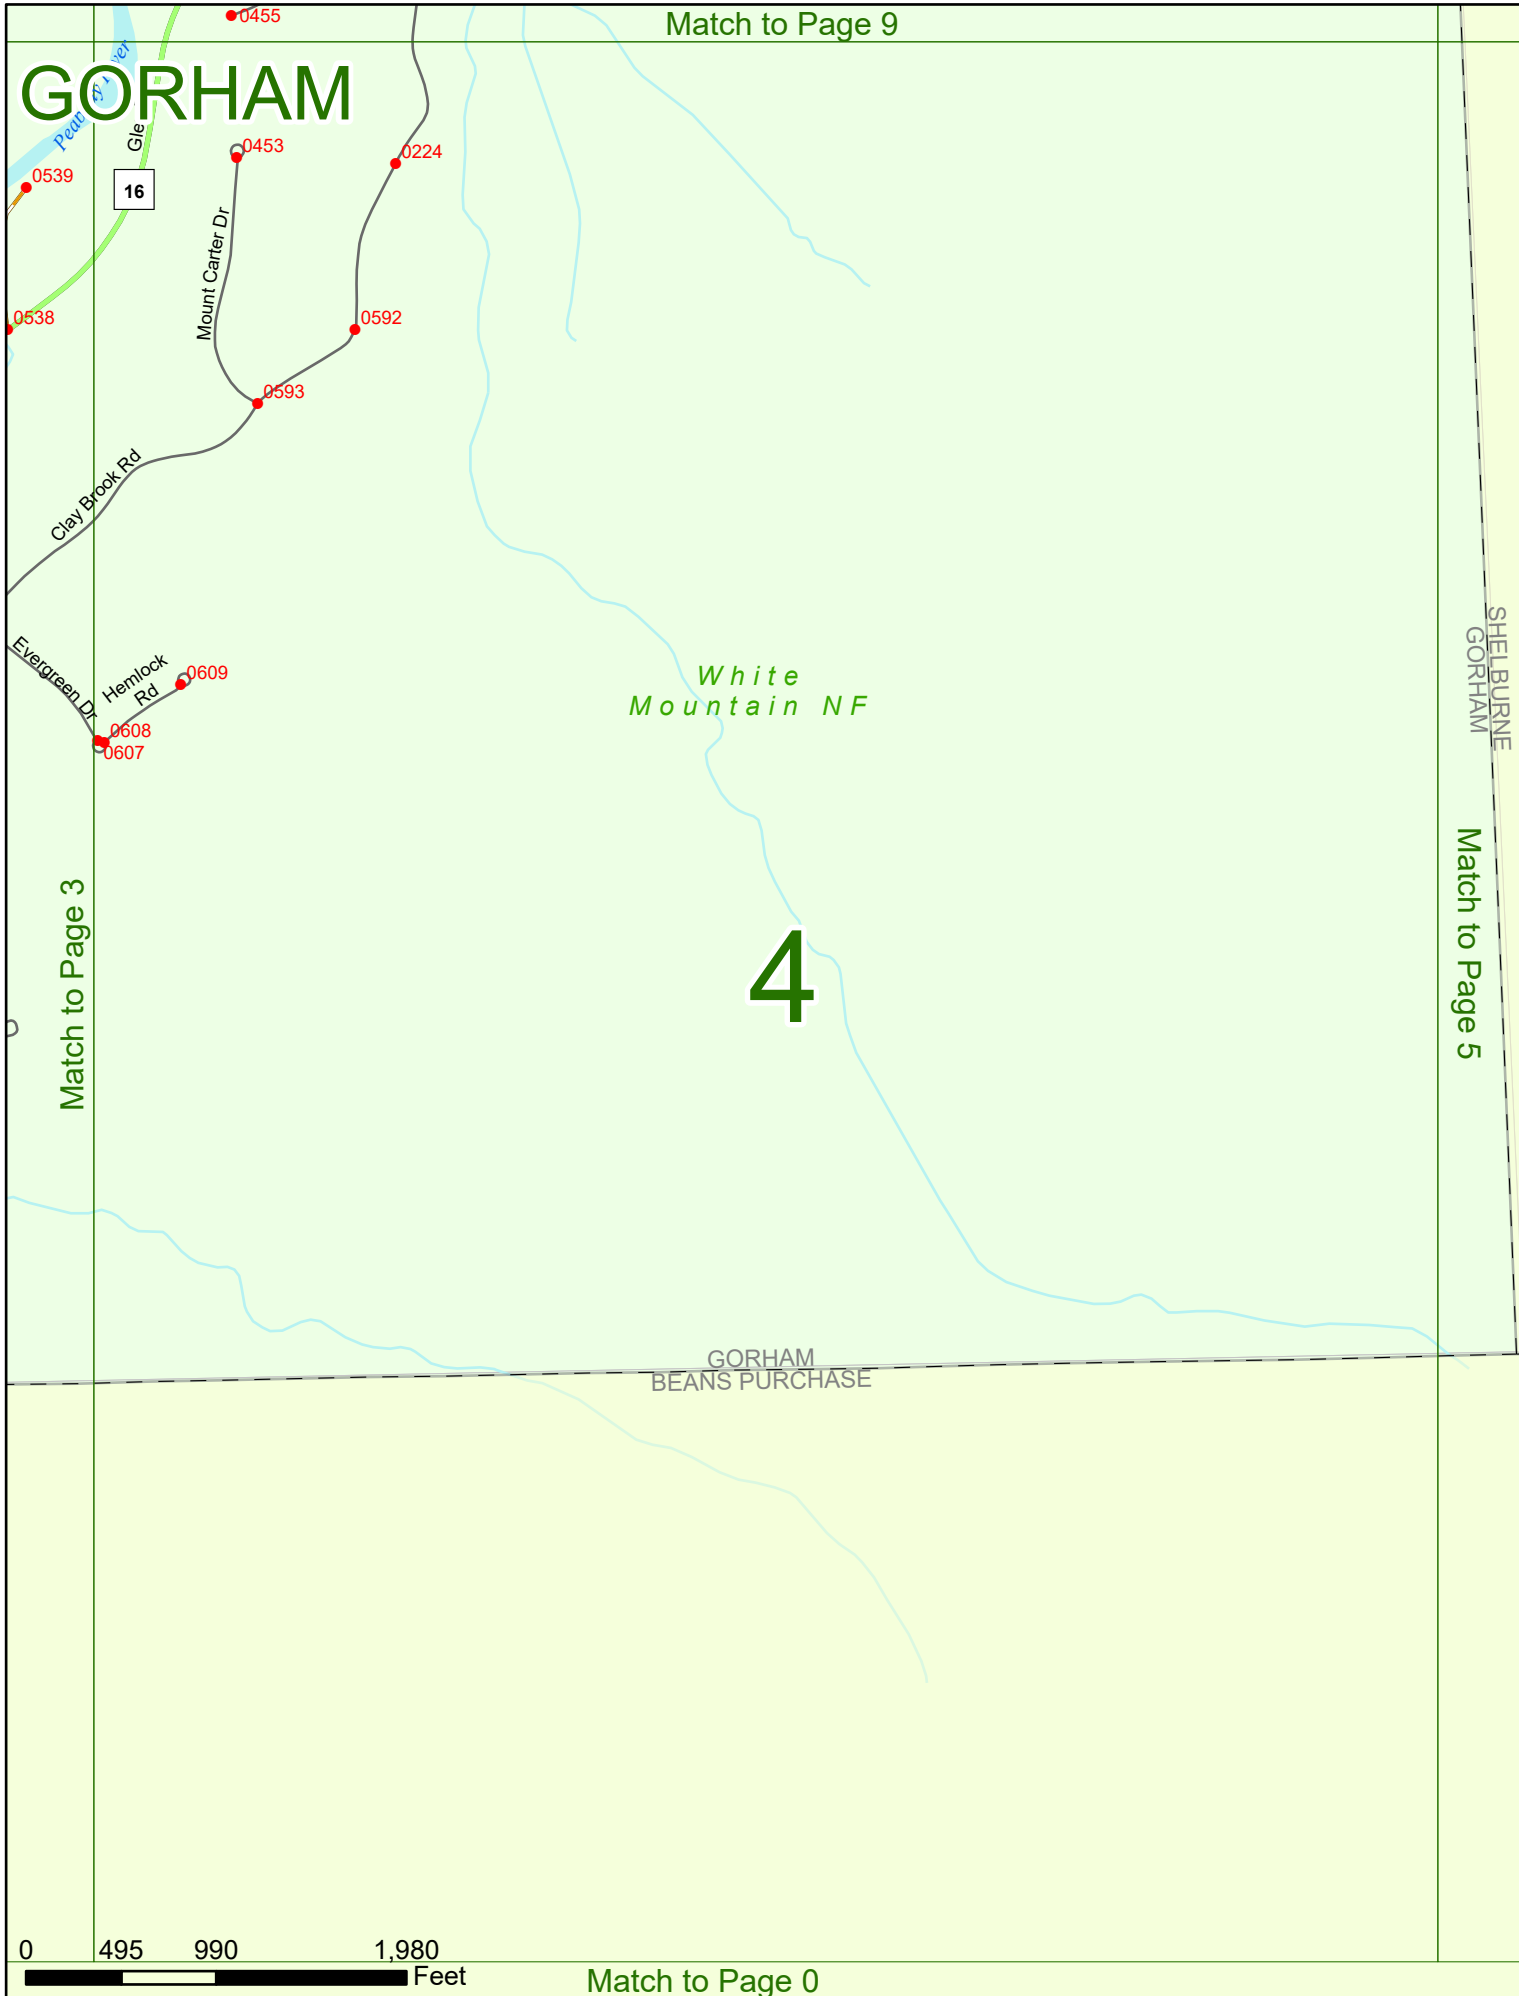 0455
Match to Page 9
GORHAM
0453
0224
0539
16
Mount Carter Dr
0538
0592
0593
Clay Brook Rd
Evergreen Dr
Hemlock
Rd
0609
0608
0607
White
Mountain NF
SHELBURNE
GORHAM
Match to Page 3
4
Match to Page 5
GORHAM
BEANS PURCHASE
0 495 990 1,980
Feet
Match to Page 0